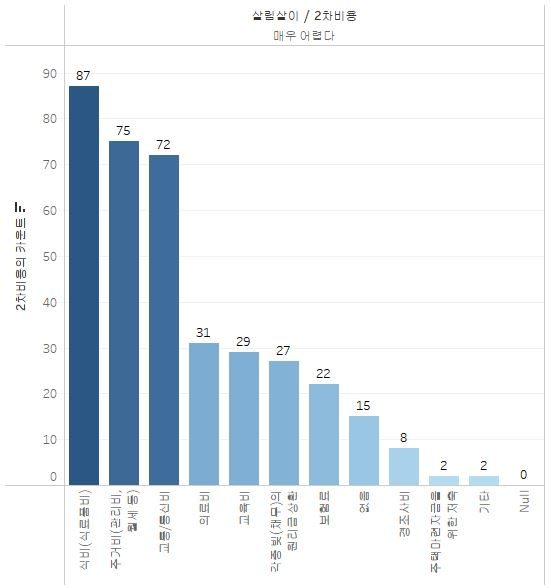 살림살이 / 2차비용
매우 어렵다
2차비용의 카운트
90
80
70
60
50
40
30
20
10
0
87
75
72
31
29
27
22
15
8
2
2
0
식비(식료품비)
주거비(관리비,
월세 등)
교통/통신비
의료비
교육비
각종빚(채무)의
원리금 상환
보험료
없음
경조사비
주택마련자금을
위한 저축
기타
Null